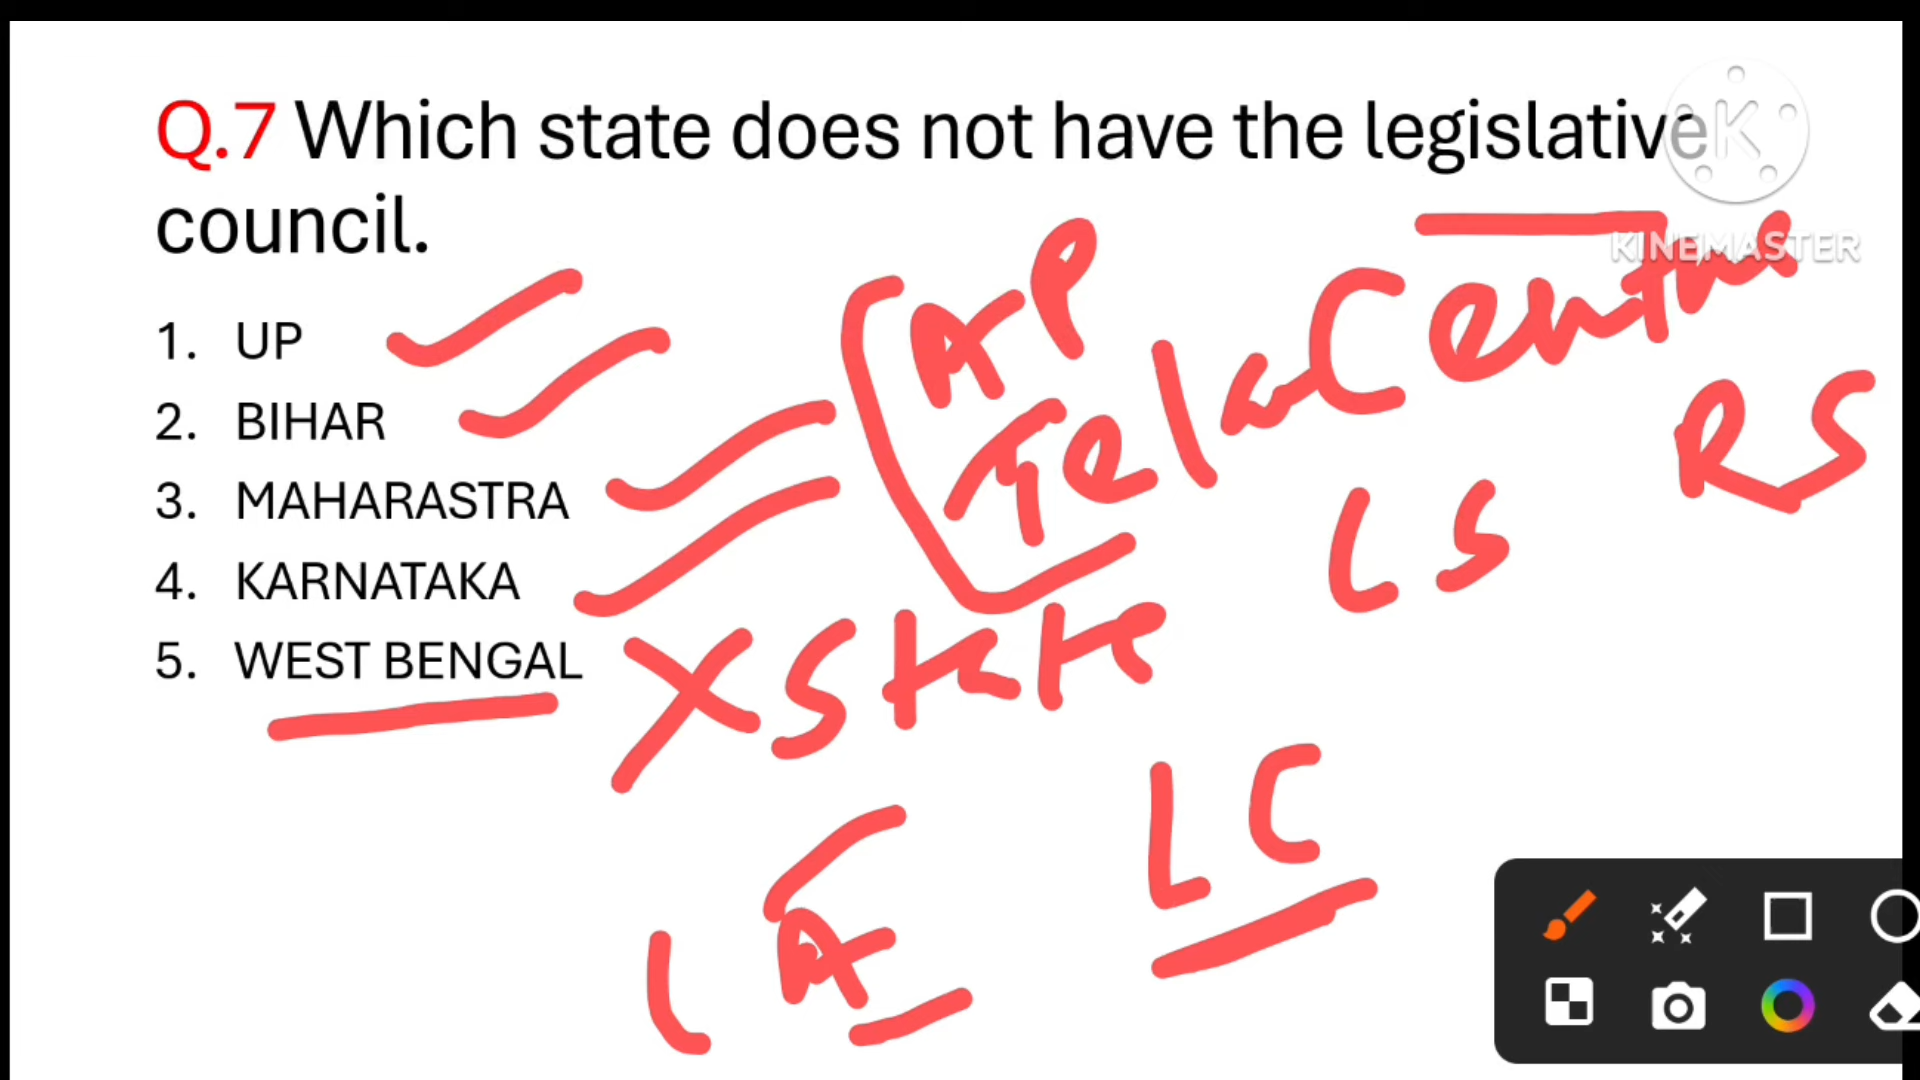 Q.7 Which state does not have the legislative
council.
1. UP
2. BIHAR
3. MAHARASTRA
4. KARNATAKA
5. WEST BENGAL
AP
Tela
Centre
RS
LS
X State
LC
LA
K
KINEMASTER